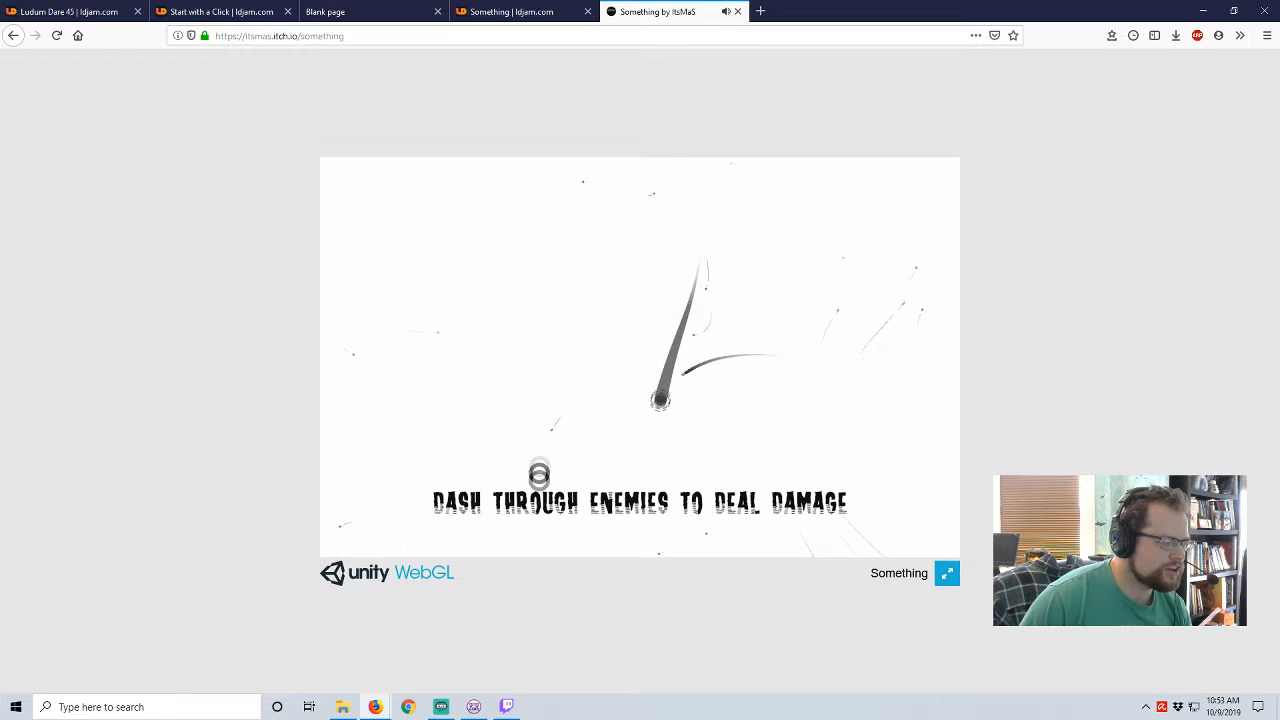 Ludum Dare 45 | ldjam.com
Start with a Click | ldjam.com
Blank page
Something | ldjam.com
Something by ItsMaS
https://itsmas.itch.io/something
DASH THROUGH ENEMIES TO DEAL DAMAGE
unity WebGL
Something
Type here to search
10:53 AM
10/9/2019